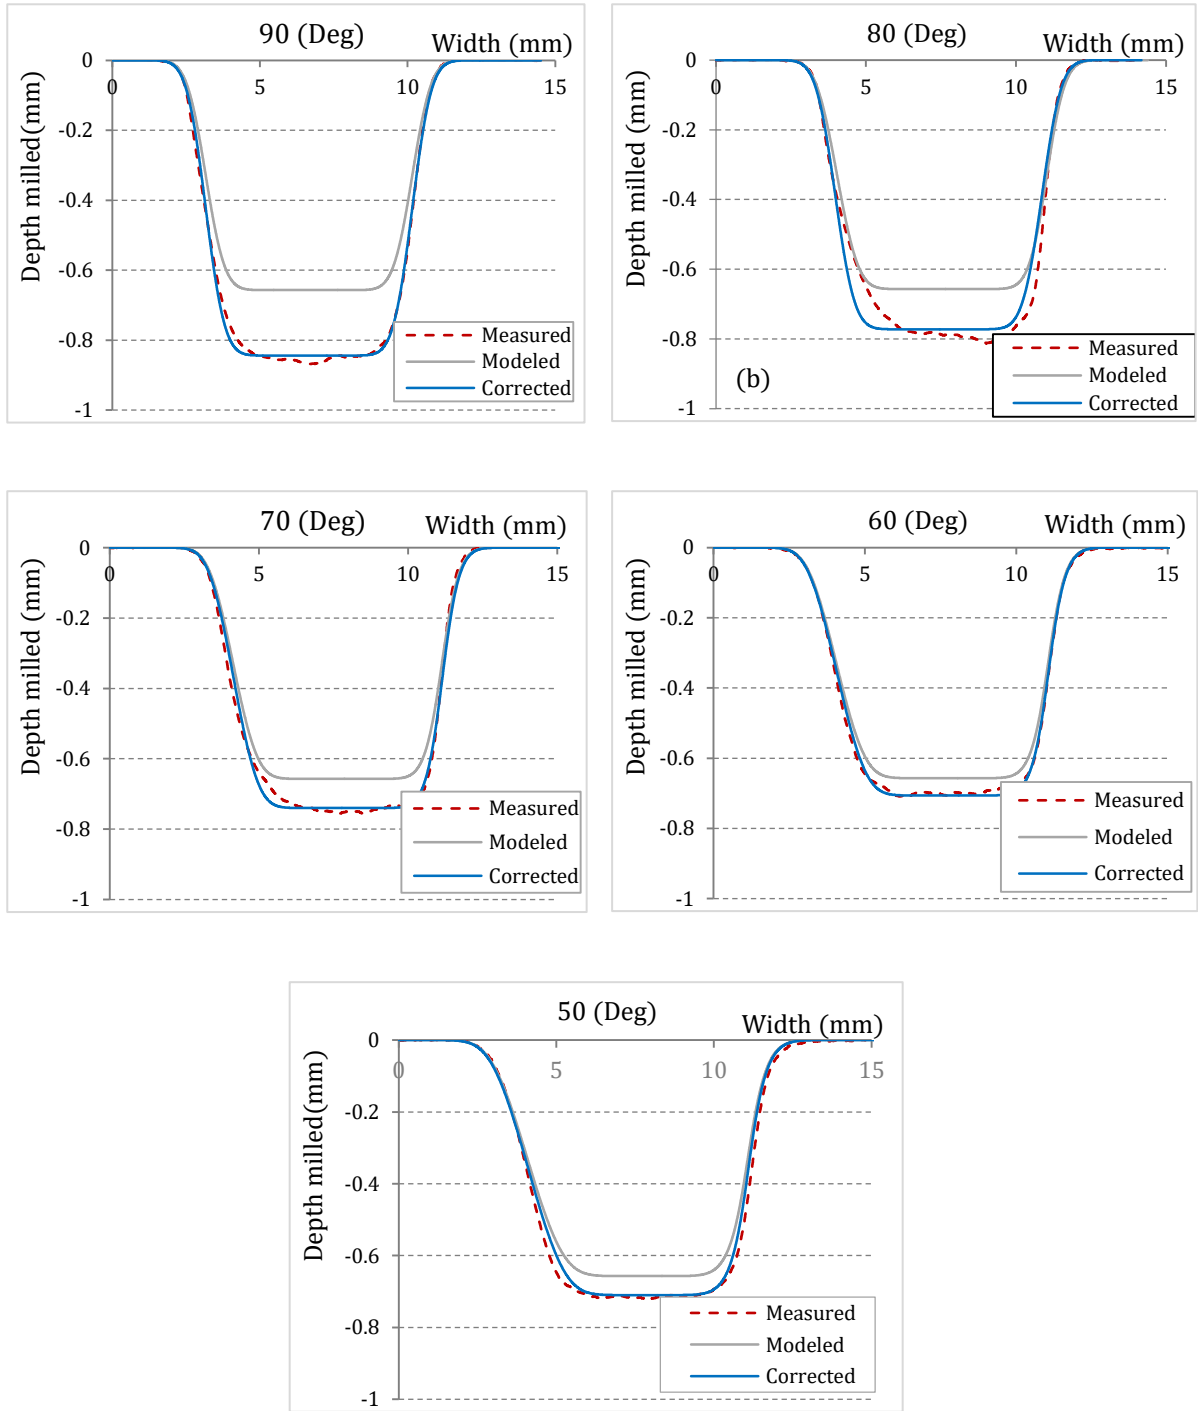 90 (Deg)
Width (mm)
Depth milled(mm)
0
-0.2
-0.4
-0.6
-0.8
-1
0
5
10
15
Measured
Modeled
Corrected
80 (Deg)
Width (mm)
Depth milled (mm)
0
-0.2
-0.4
-0.6
-0.8
-1
0
5
10
15
(b)
Measured
Modeled
Corrected
70 (Deg)
Width (mm)
Depth milled (mm)
0
-0.2
-0.4
-0.6
-0.8
-1
0
5
10
15
Measured
Modeled
Corrected
60 (Deg)
Width (mm)
Depth milled (mm)
0
-0.2
-0.4
-0.6
-0.8
-1
0
5
10
15
Measured
Modeled
Corrected
50 (Deg)
Width (mm)
Depth milled(mm)
0
-0.2
-0.4
-0.6
-0.8
-1
0
5
10
15
Measured
Modeled
Corrected